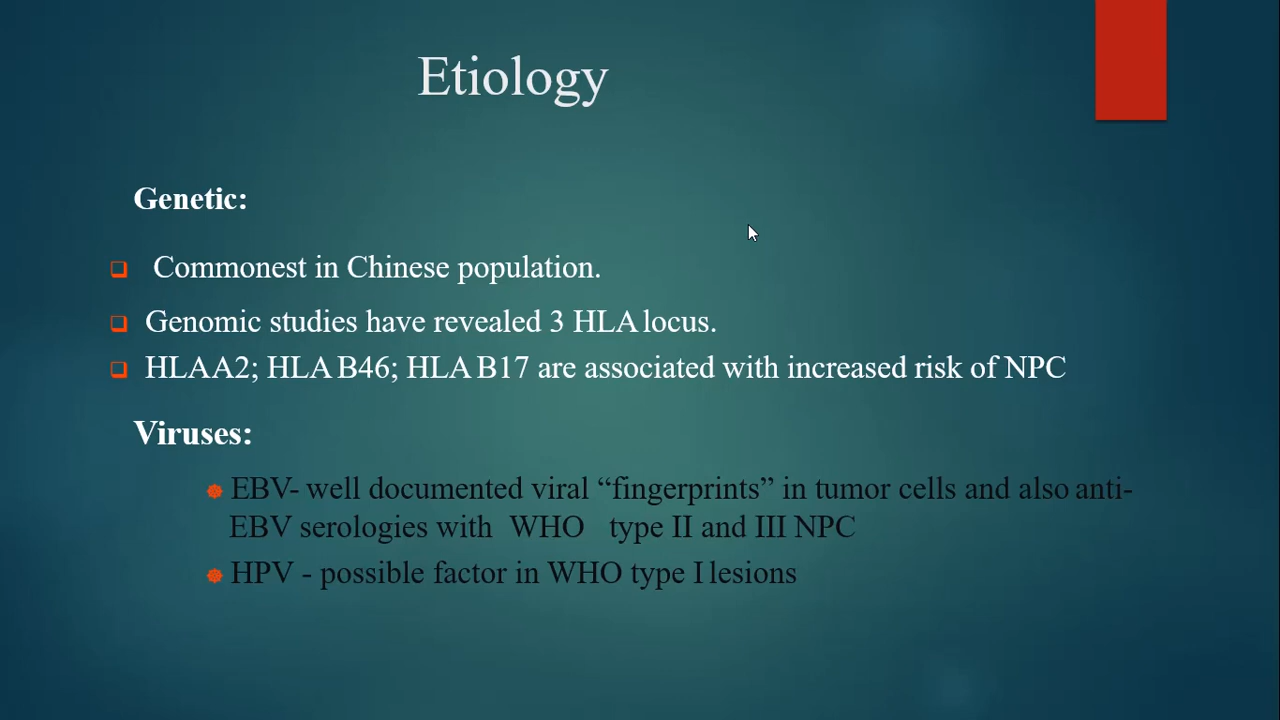 Etiology
Genetic:
Commonest in Chinese population.
Genomic studies have revealed 3 HLA locus.
HLAA2; HLA B46; HLA B17 are associated with increased risk of NPC
Viruses:
EBV- well documented viral “fingerprints” in tumor cells and also anti-
EBV serologies with WHO type II and III NPC
HPV - possible factor in WHO type I lesions